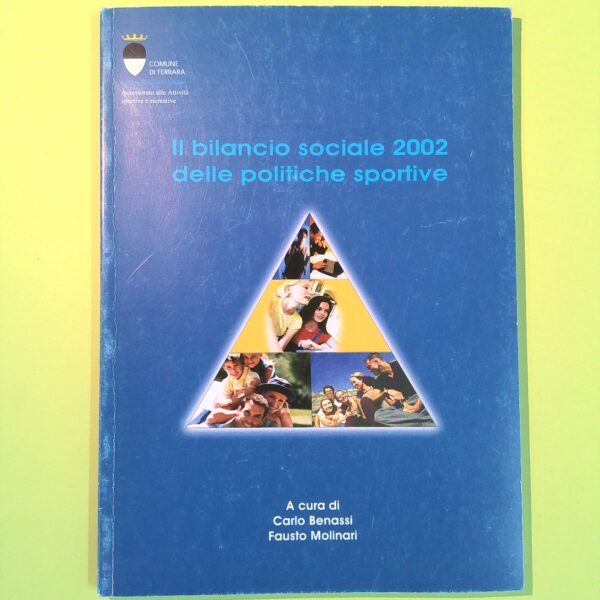 COMUNE
DI FERRARA
Assessorato alle Attività
sportive e ricreative
Il bilancio sociale 2002
delle politiche sportive
A cura di
Carlo Benassi
Fausto Molinari